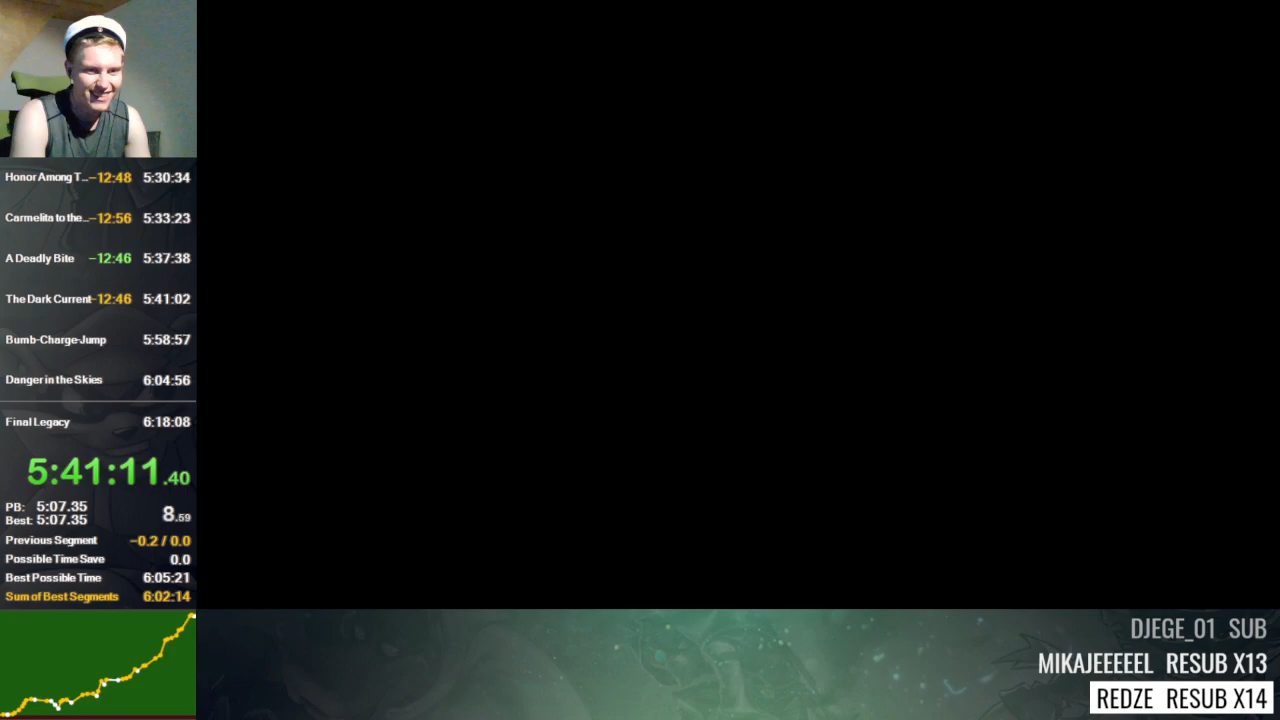 Honor Among T... −12:48 5:30:34
Carmelita to the... −12:56 5:33:23
A Deadly Bite −12:46 5:37:38
The Dark Current −12:46 5:41:02
Bumb-Charge-Jump 5:58:57
Danger in the Skies 6:04:56
Final Legacy 6:18:08
5:41:11.40
PB: 5:07.35
8.59
Best: 5:07.35
Previous Segment −0.2 / 0.0
Possible Time Save 0.0
Best Possible Time 6:05:21
Sum of Best Segments 6:02:14
DJEGE_01 SUB
MIKAJEEEEEL RESUB X13
REDZE RESUB X14